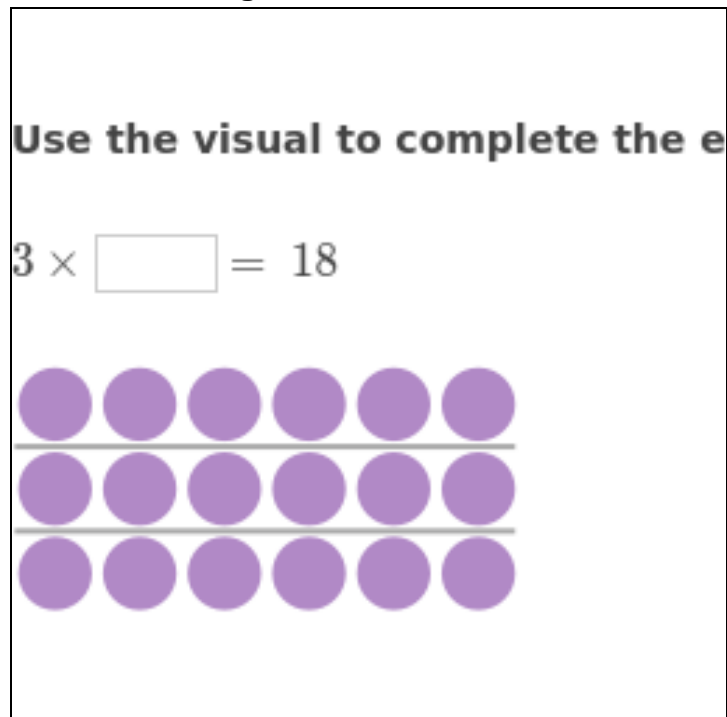 Use the visual to complete the e
3 × = 18